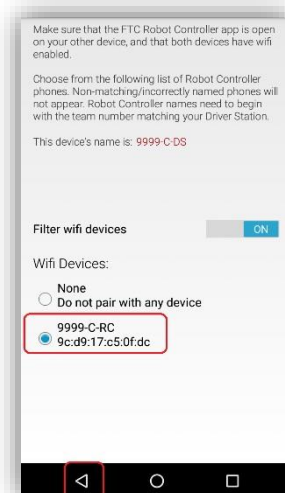 Make sure that the FTC Robot Controller app is open
on your other device, and that both devices have wifi
enabled.
Choose from the following list of Robot Controller
phones. Non-matching/incorrectly named phones will
not appear. Robot Controller names need to begin
with the team number matching your Driver Station.
This device's name is: 9999-C-DS
Filter wifi devices ON
Wifi Devices:
None
Do not pair with any device
9999-C-RC
9c:d9:17:c5:0f:dc